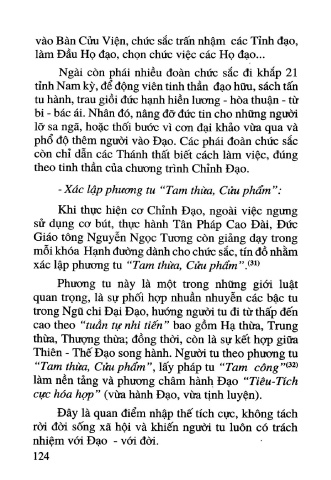 vào Bàn Cửu Viện, chức sắc trấn nhậm các Tỉnh đạo,
làm Đầu Họ đạo, chọn chức việc các Họ đạo...
Ngài còn phái nhiều đoàn chức sắc đi khắp 21
tỉnh Nam kỳ, để động viên tinh thần đạo hữu, sách tấn
tu hành, trau giồi đức hạnh hiền lương - hòa thuận - từ
bi - bác ái. Nhân đó, nâng đỡ đức tin cho những người
lỡ sa ngã, hoặc thối bước vì cơn đại khảo vừa qua và
phổ độ thêm người vào Đạo. Các phái đoàn chức sắc
còn chỉ dẫn các Thánh thất biết cách làm việc, đúng
theo tinh thần của chương trình Chỉnh Đạo.
- Xác lập phương tu "Tam thừa, Cửu phẩm":
Khi thực hiện cơ Chỉnh Đạo, ngoài việc ngưng
sử dụng cơ bút, thực hành Tân Pháp Cao Đài, Đức
Giáo tông Nguyễn Ngọc Tương còn giảng dạy trong
mỗi khóa Hạnh đường dành cho chức sắc, tín đồ nhằm
xác lập phương tu "Tam thừa, Cửu phẩm".(31)
Phương tu này là một trong những giới luật
quan trọng, là sự phối hợp nhuần nhuyễn các bậc tu
trong Ngũ chi Đại Đạo, hướng người tu đi từ thấp đến
cao theo "tuần tự nhi tiến" bao gồm Hạ thừa, Trung
thừa, Thượng thừa; đồng thời, còn là sự kết hợp giữa
Thiên - Thế Đạo song hành. Người tu theo phương tu
"Tam thừa, Cửu phẩm", lấy pháp tu "Tam công"(32)
làm nền tảng và phương châm hành Đạo "Tiêu-Tích
cực hóa hợp" (vừa hành Đạo, vừa tịnh luyện).
Đây là quan điểm nhập thế tích cực, không tách
rời đời sống xã hội và khiến người tu luôn có trách
nhiệm với Đạo - với đời.
124